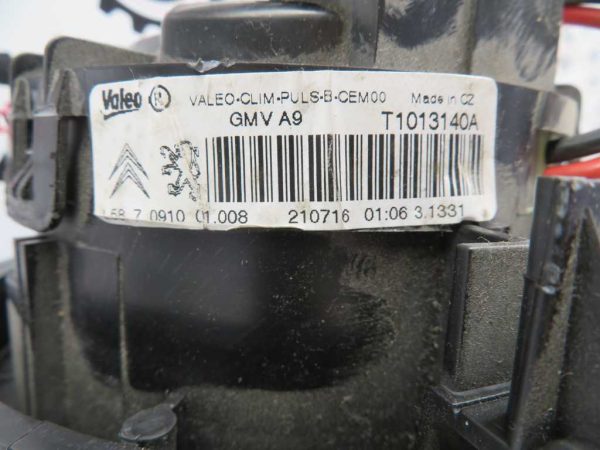 Valeo ® VALEO-CLIM-PULS-B-CEM00 Made in CZ
GMV A9 T1013140A
58 7 0910 01.008 210716 01:06 3.1331